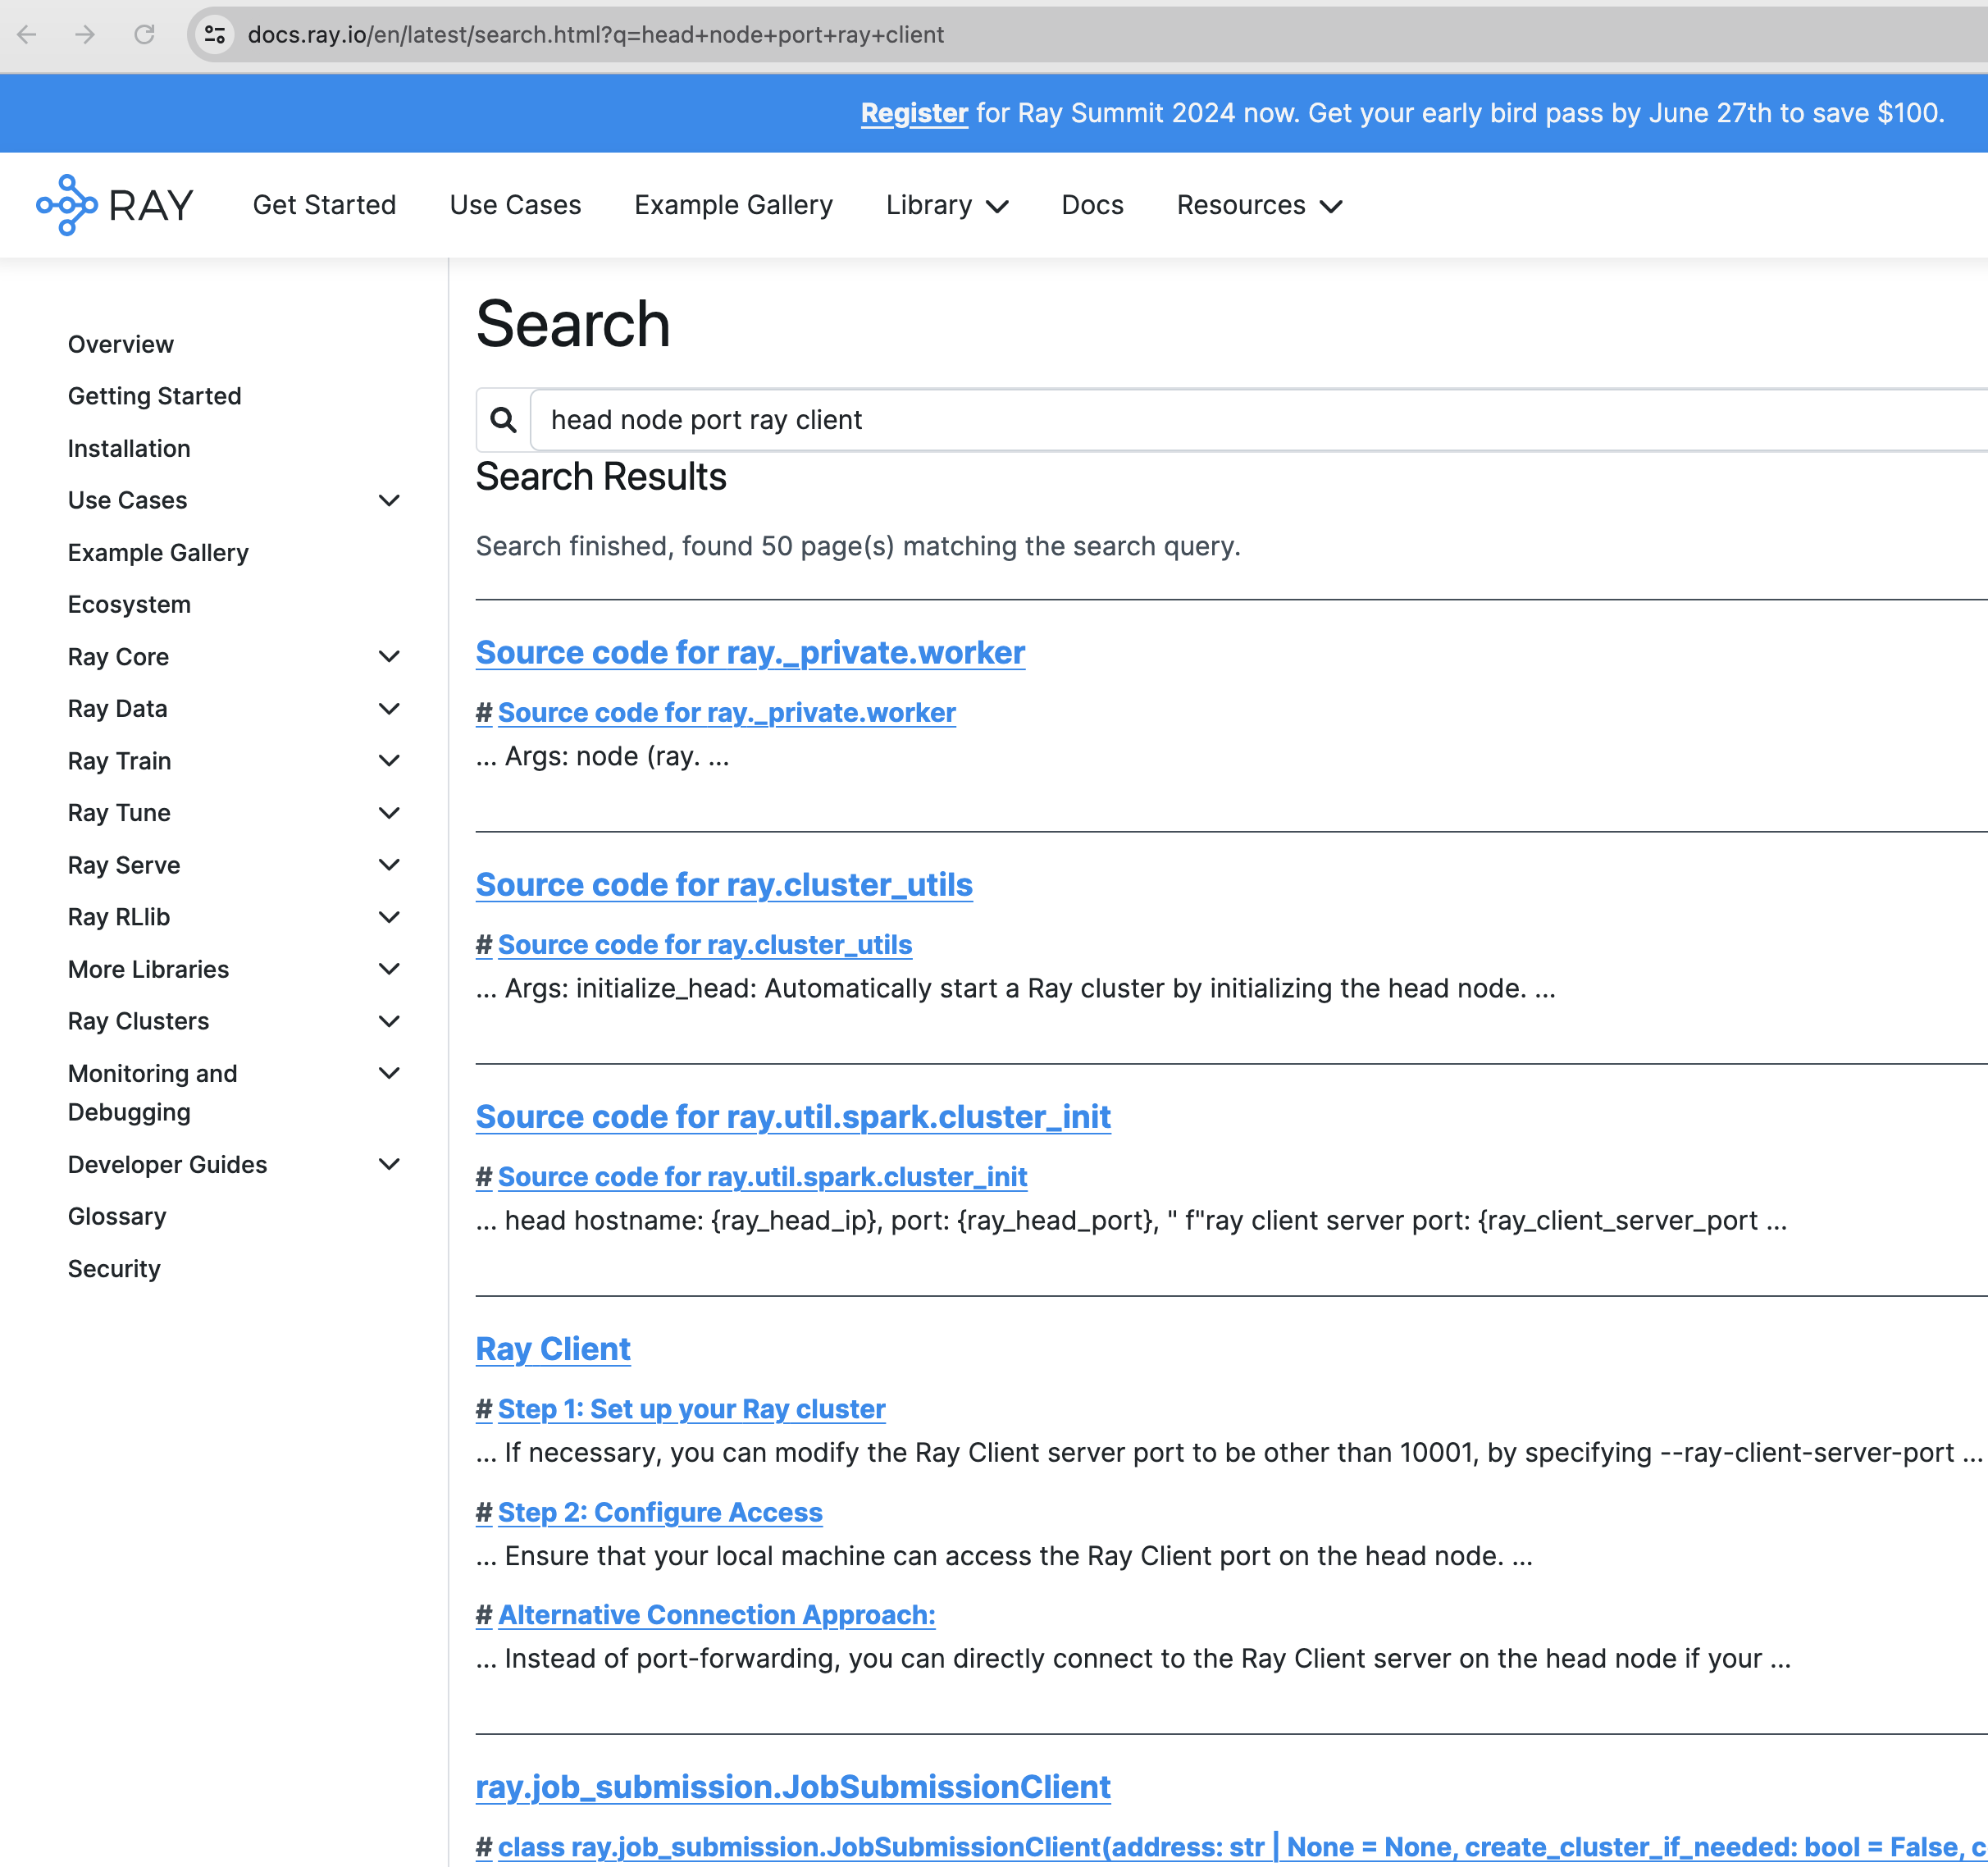 docs.ray.io/en/latest/search.html?q=head+node+port+ray+client
Register for Ray Summit 2024 now. Get your early bird pass by June 27th to save $100.
RAY
Get Started
Use Cases
Example Gallery
Library
Docs
Resources
Overview
Getting Started
Installation
Use Cases
Example Gallery
Ecosystem
Ray Core
Ray Data
Ray Train
Ray Tune
Ray Serve
Ray RLlib
More Libraries
Ray Clusters
Monitoring and
Debugging
Developer Guides
Glossary
Security
Search
head node port ray client
Search Results
Search finished, found 50 page(s) matching the search query.
Source code for ray._private.worker
# Source code for ray._private.worker
... Args: node (ray. ...
Source code for ray.cluster_utils
# Source code for ray.cluster_utils
... Args: initialize_head: Automatically start a Ray cluster by initializing the head node. ...
Source code for ray.util.spark.cluster_init
# Source code for ray.util.spark.cluster_init
... head hostname: {ray_head_ip}, port: {ray_head_port}, " f"ray client server port: {ray_client_server_port ...
Ray Client
# Step 1: Set up your Ray cluster
... If necessary, you can modify the Ray Client server port to be other than 10001, by specifying --ray-client-server-port ...
# Step 2: Configure Access
... Ensure that your local machine can access the Ray Client port on the head node. ...
# Alternative Connection Approach:
... Instead of port-forwarding, you can directly connect to the Ray Client server on the head node if your ...
ray.job_submission.JobSubmissionClient
# class ray.job_submission.JobSubmissionClient(address: str | None = None, create_cluster_if_needed: bool = False, c